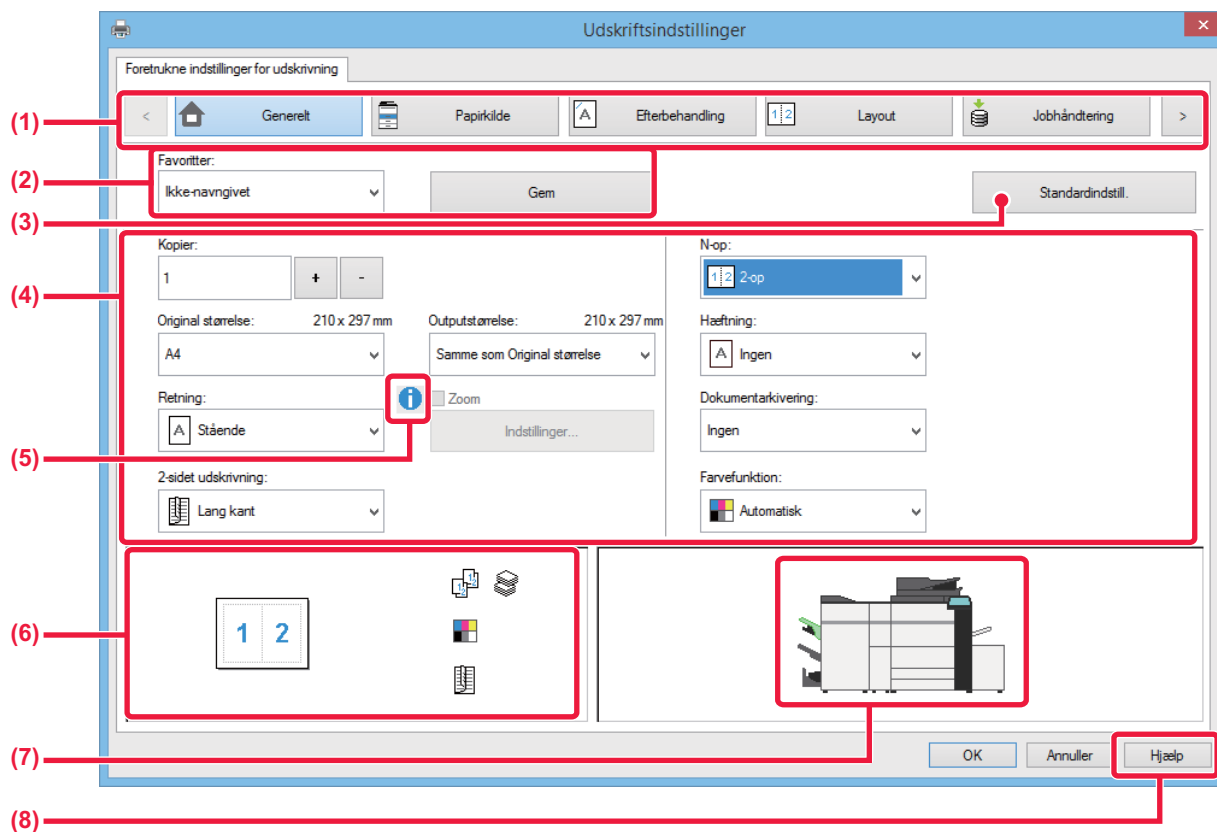 Udskriftsindstillinger
Foretrukne indstillinger for udskrivning
(1)
< Generelt Papirkilde Efterbehandling Layout Jobhåndtering >
(2)
Favoritter:
Ikke-navngivet Gem
(3)
Standardindstill.
(4)
Kopier:
1 + -
N-op:
1 2 2-op
Original størrelse: 210 x 297 mm Outputstørrelse: 210 x 297 mm
A4 Samme som Original størrelse
Hæftning:
A Ingen
(5)
Retning: Zoom
A Stående Indstillinger...
Dokumentarkivering:
Ingen
2-sidet udskrivning:
Lang kant
Farvefunktion:
Automatisk
(6)
1 2
(7)
OK Annuller Hjælp
(8)